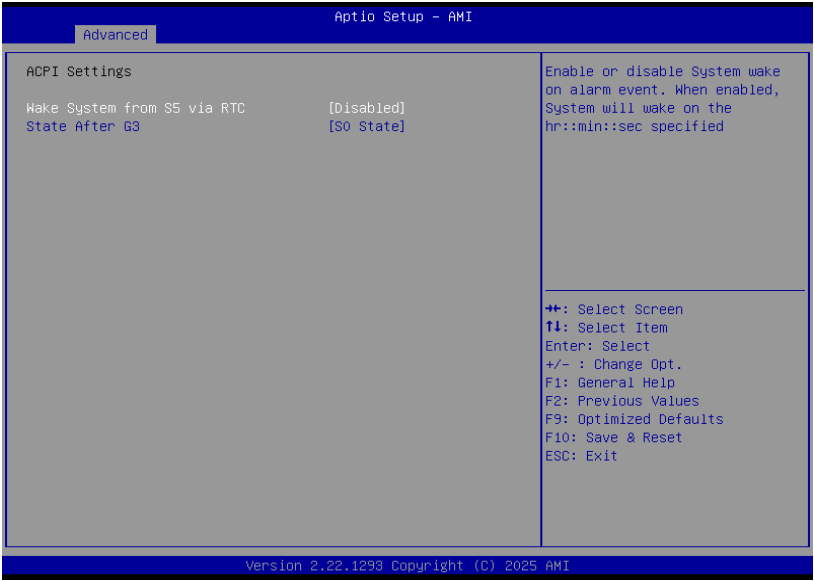 Aptio Setup – AMI
Advanced
ACPI Settings
Wake System from S5 via RTC [Disabled]
State After G3 [S0 State]
Enable or disable System wake
on alarm event. When enabled,
System will wake on the
hr::min::sec specified
→←: Select Screen
↑↓: Select Item
Enter: Select
+/- : Change Opt.
F1: General Help
F2: Previous Values
F9: Optimized Defaults
F10: Save & Reset
ESC: Exit
Version 2.22.1293 Copyright (C) 2025 AMI